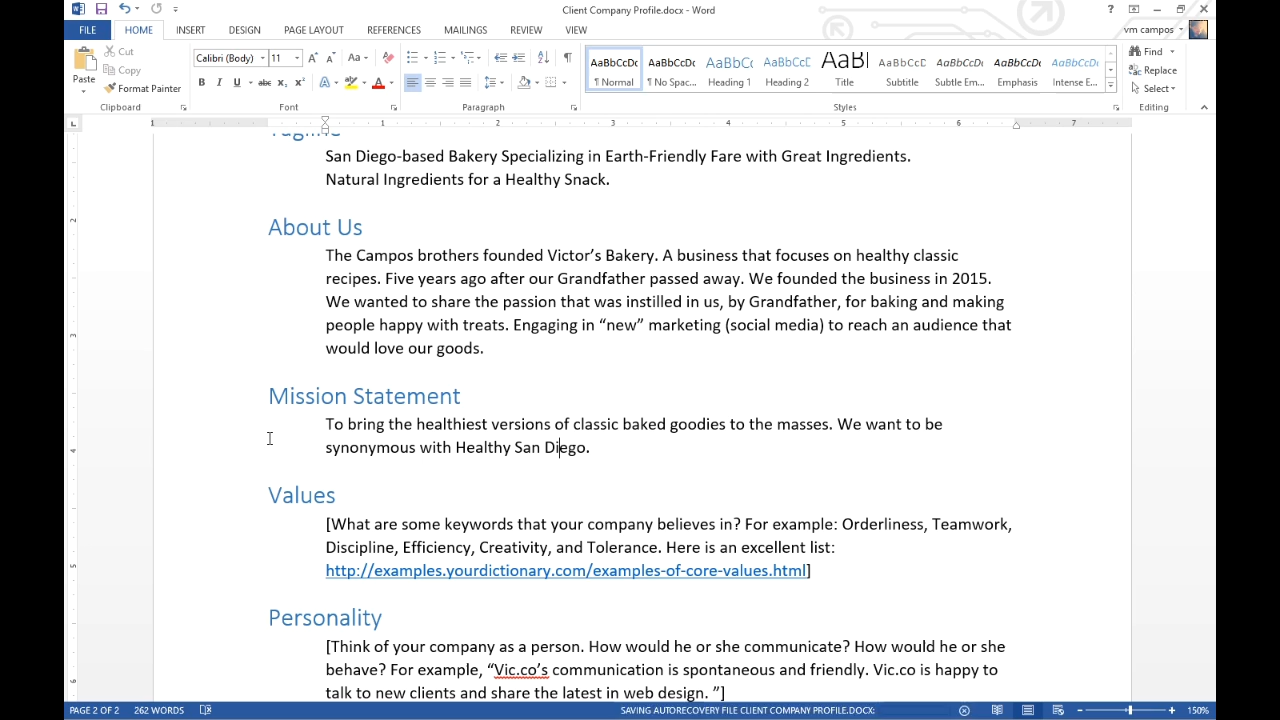 Client Company Profile.docx - Word
FILE HOME INSERT DESIGN PAGE LAYOUT REFERENCES MAILINGS REVIEW VIEW vm campos
Paste
Cut
Copy
Format Painter
Clipboard
Calibri (Body) 11
Font
Paragraph
AaBbCcDc AaBbCcDc AaBbCc AaBbCcC AaBl AaBbCcD AaBbCcDc AaBbCcDc AaBbCcDc
¶ Normal ¶ No Spac... Heading 1 Heading 2 Title Subtitle Subtle Em... Emphasis Intense E...
Styles
Find
Replace
Select
Editing
1 1 2 3 4 5 6 7
Tagline
San Diego-based Bakery Specializing in Earth-Friendly Fare with Great Ingredients.
Natural Ingredients for a Healthy Snack.
About Us
The Campos brothers founded Victor’s Bakery. A business that focuses on healthy classic
recipes. Five years ago after our Grandfather passed away. We founded the business in 2015.
We wanted to share the passion that was instilled in us, by Grandfather, for baking and making
people happy with treats. Engaging in “new” marketing (social media) to reach an audience that
would love our goods.
Mission Statement
To bring the healthiest versions of classic baked goodies to the masses. We want to be
synonymous with Healthy San Diego.
Values
[What are some keywords that your company believes in? For example: Orderliness, Teamwork,
Discipline, Efficiency, Creativity, and Tolerance. Here is an excellent list:
http://examples.yourdictionary.com/examples-of-core-values.html]
Personality
[Think of your company as a person. How would he or she communicate? How would he or she
behave? For example, “Vic.co’s communication is spontaneous and friendly. Vic.co is happy to
talk to new clients and share the latest in web design. ”]
PAGE 2 OF 2 262 WORDS SAVING AUTORECOVERY FILE CLIENT COMPANY PROFILE.DOCX: 150%